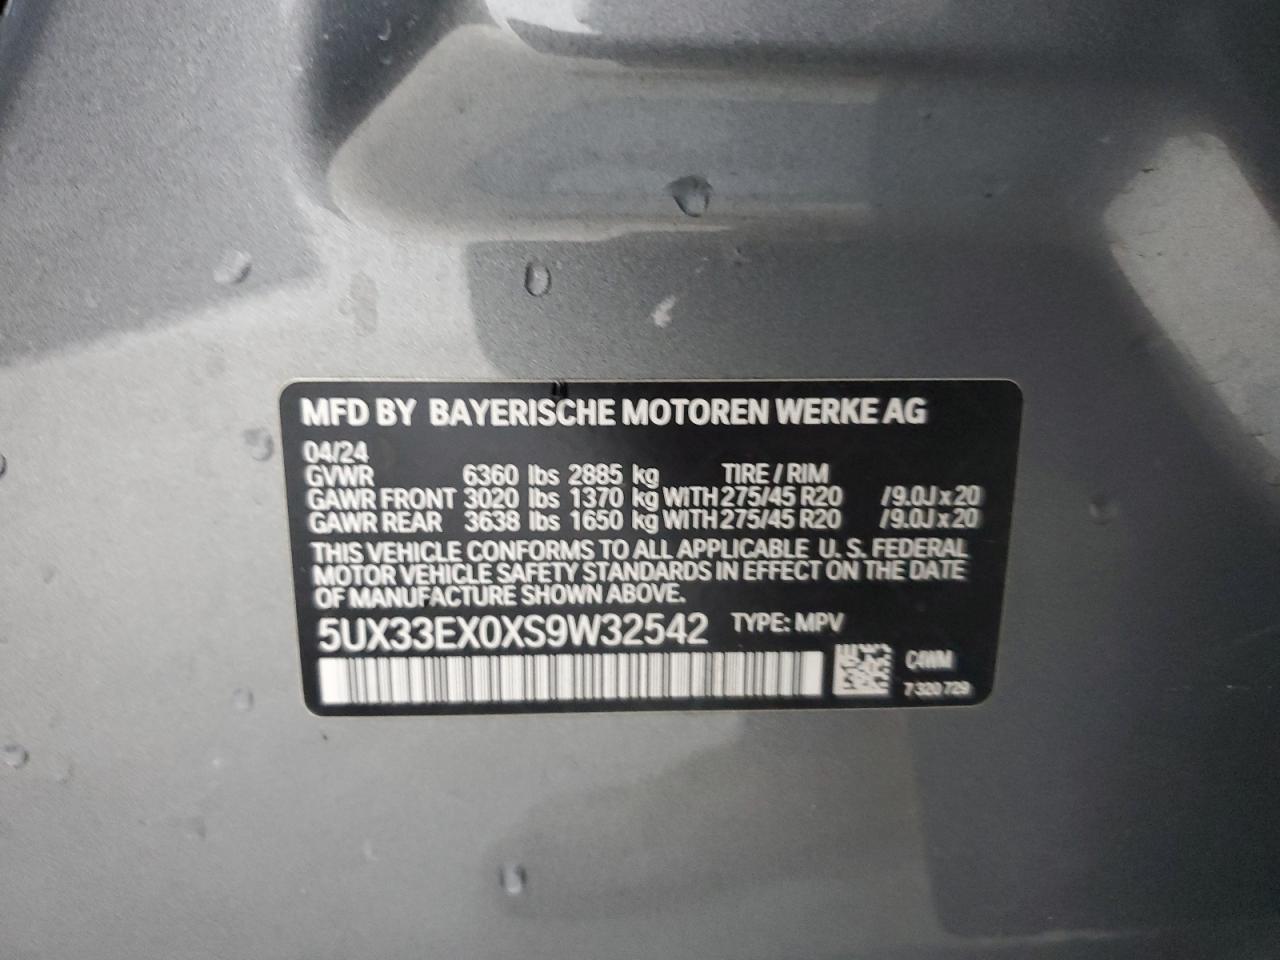 MFD BY BAYERISCHE MOTOREN WERKE AG
04/24
GVWR 6360 lbs 2885 kg TIRE / RIM
GAWR FRONT 3020 lbs 1370 kg WITH 275/45 R20 /9.0J x 20
GAWR REAR 3638 lbs 1650 kg WITH 275/45 R20 /9.0J x 20
THIS VEHICLE CONFORMS TO ALL APPLICABLE U. S. FEDERAL
MOTOR VEHICLE SAFETY STANDARDS IN EFFECT ON THE DATE
OF MANUFACTURE SHOWN ABOVE.
5UX33EX0XS9W32542 TYPE: MPV
C4WM
7 320 729